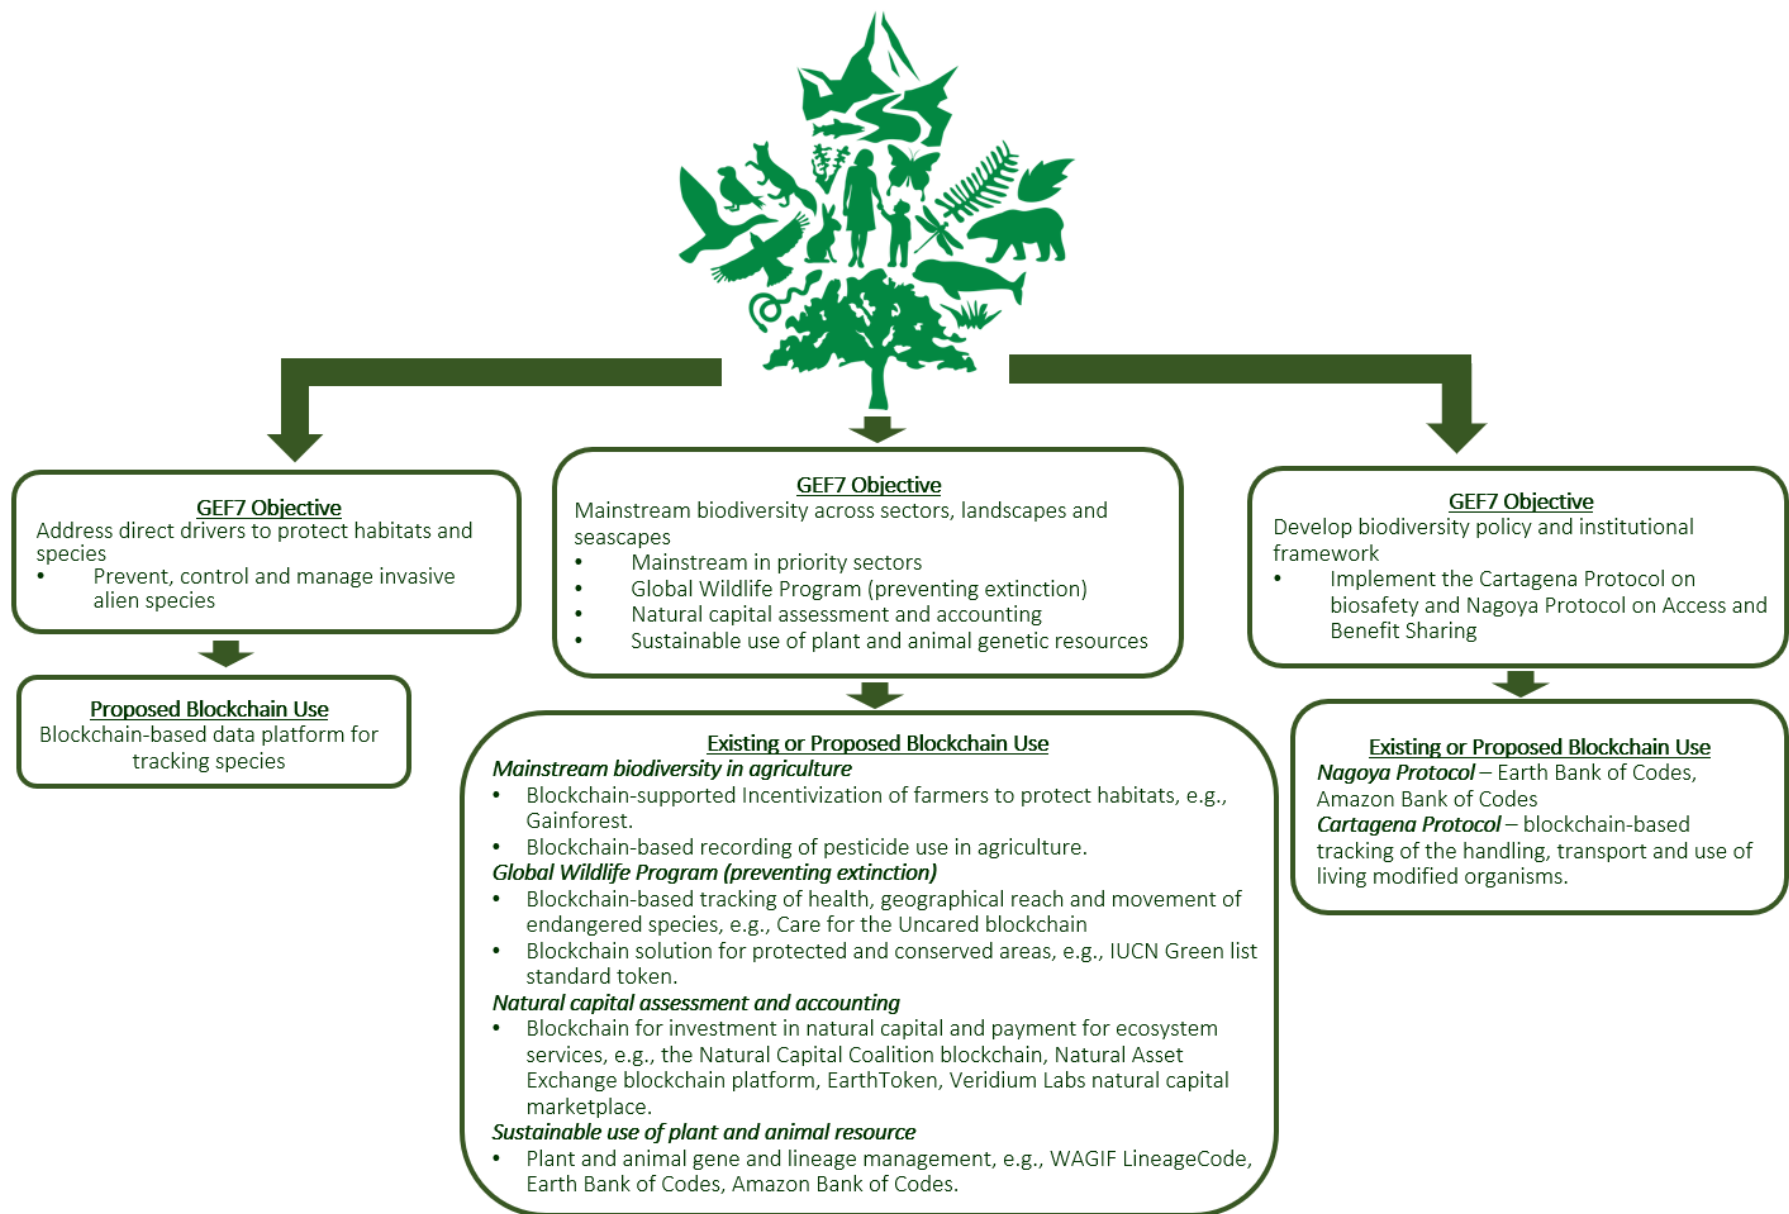 GEF7 Objective
Address direct drivers to protect habitats and
species
• Prevent, control and manage invasive
alien species
Proposed Blockchain Use
Blockchain-based data platform for
tracking species
GEF7 Objective
Mainstream biodiversity across sectors, landscapes and
seascapes
• Mainstream in priority sectors
• Global Wildlife Program (preventing extinction)
• Natural capital assessment and accounting
• Sustainable use of plant and animal genetic resources
Existing or Proposed Blockchain Use
Mainstream biodiversity in agriculture
• Blockchain-supported Incentivization of farmers to protect habitats, e.g.,
Gainforest.
• Blockchain-based recording of pesticide use in agriculture.
Global Wildlife Program (preventing extinction)
• Blockchain-based tracking of health, geographical reach and movement of
endangered species, e.g., Care for the Uncared blockchain
• Blockchain solution for protected and conserved areas, e.g., IUCN Green list
standard token.
Natural capital assessment and accounting
• Blockchain for investment in natural capital and payment for ecosystem
services, e.g., the Natural Capital Coalition blockchain, Natural Asset
Exchange blockchain platform, EarthToken, Veridium Labs natural capital
marketplace.
Sustainable use of plant and animal resource
• Plant and animal gene and lineage management, e.g., WAGIF LineageCode,
Earth Bank of Codes, Amazon Bank of Codes.
GEF7 Objective
Develop biodiversity policy and institutional
framework
• Implement the Cartagena Protocol on
biosafety and Nagoya Protocol on Access and
Benefit Sharing
Existing or Proposed Blockchain Use
Nagoya Protocol – Earth Bank of Codes,
Amazon Bank of Codes
Cartagena Protocol – blockchain-based
tracking of the handling, transport and use of
living modified organisms.